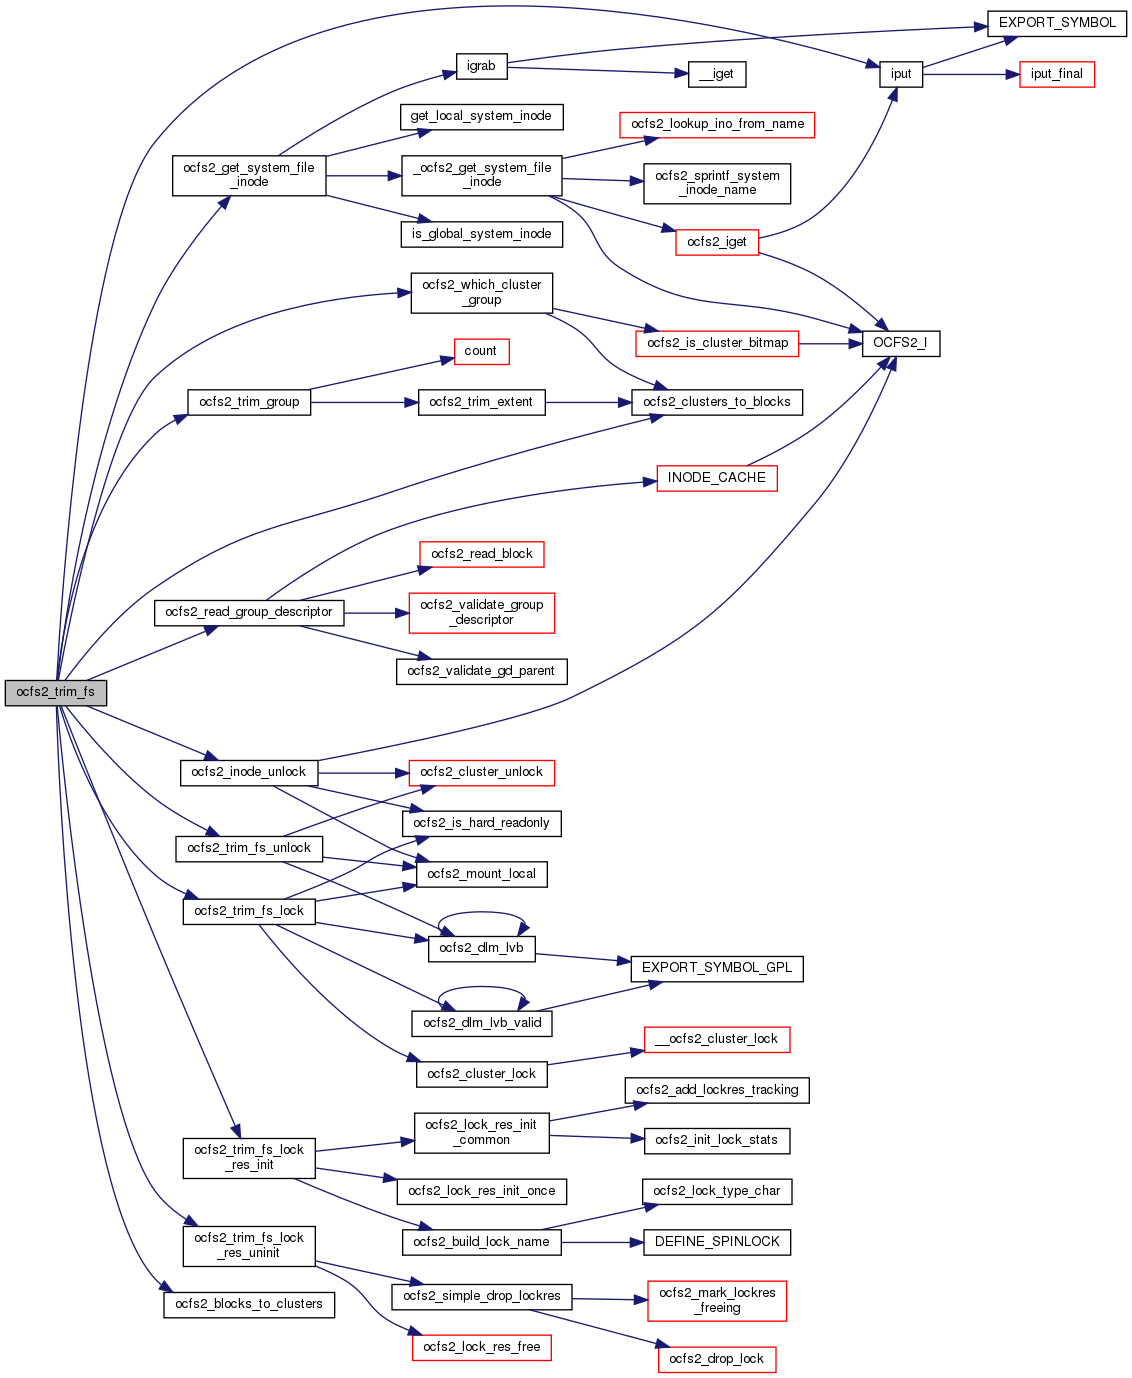 EXPORT_SYMBOL
igrab
iput
__iget
iput_final
get_local_system_inode
ocfs2_lookup_ino_from_name
ocfs2_get_system_file
_inode
_ocfs2_get_system_file
_inode
ocfs2_sprintf_system
_inode_name
is_global_system_inode
ocfs2_iget
ocfs2_which_cluster
_group
ocfs2_is_cluster_bitmap
OCFS2_I
count
ocfs2_trim_group
ocfs2_trim_extent
ocfs2_clusters_to_blocks
INODE_CACHE
ocfs2_read_block
ocfs2_read_group_descriptor
ocfs2_validate_group
_descriptor
ocfs2_validate_gd_parent
ocfs2_trim_fs
ocfs2_inode_unlock
ocfs2_cluster_unlock
ocfs2_is_hard_readonly
ocfs2_trim_fs_unlock
ocfs2_mount_local
ocfs2_trim_fs_lock
ocfs2_dlm_lvb
EXPORT_SYMBOL_GPL
ocfs2_dlm_lvb_valid
__ocfs2_cluster_lock
ocfs2_cluster_lock
ocfs2_add_lockres_tracking
ocfs2_lock_res_init
_common
ocfs2_init_lock_stats
ocfs2_trim_fs_lock
_res_init
ocfs2_lock_res_init_once
ocfs2_lock_type_char
ocfs2_build_lock_name
DEFINE_SPINLOCK
ocfs2_trim_fs_lock
_res_uninit
ocfs2_simple_drop_lockres
ocfs2_mark_lockres
_freeing
ocfs2_blocks_to_clusters
ocfs2_lock_res_free
ocfs2_drop_lock